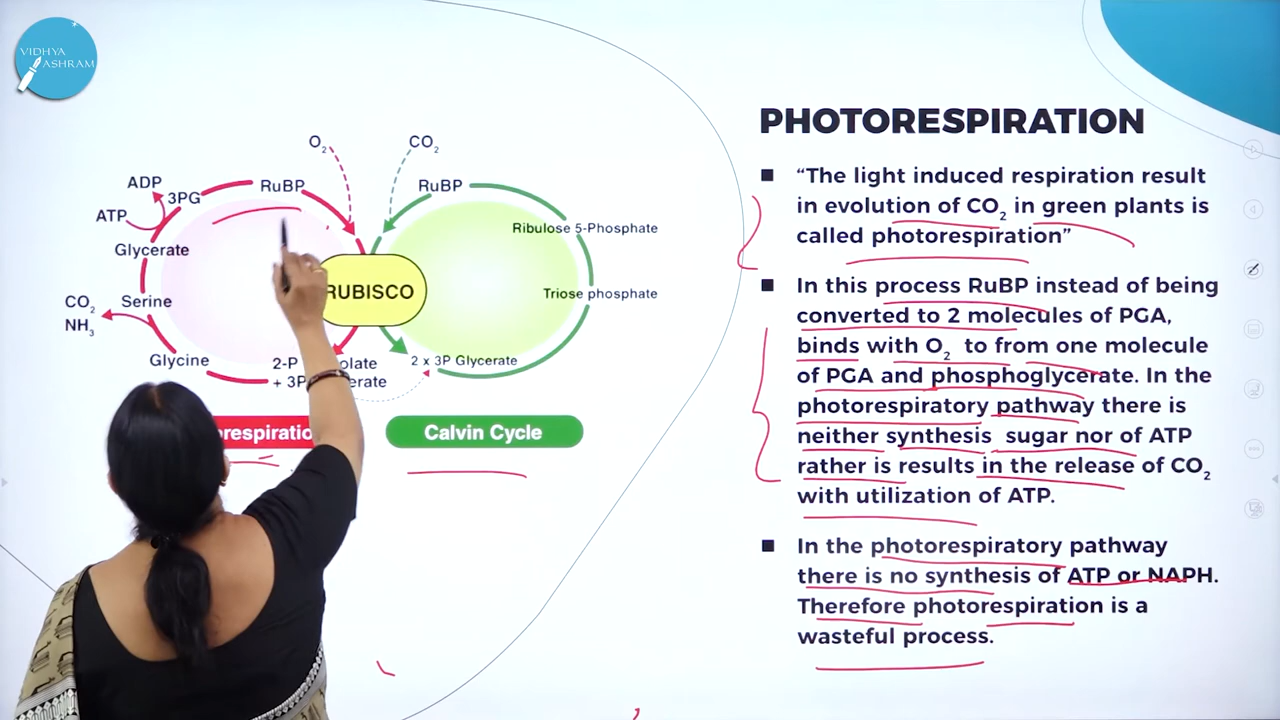 VIDHYA
ASHRAM
PHOTORESPIRATION
O2
CO2
ADP
3PG
RuBP
RuBP
ATP
Ribulose 5-Phosphate
Glycerate
RUBISCO
Triose phosphate
CO2
Serine
NH3
Glycine
2 x 3P Glycerate
Calvin Cycle
■ “The light induced respiration result
in evolution of CO2 in green plants is
called photorespiration”
■ In this process RuBP instead of being
converted to 2 molecules of PGA,
binds with O2 to from one molecule
of PGA and phosphoglycerate. In the
photorespiratory pathway there is
neither synthesis sugar nor of ATP
rather is results in the release of CO2
with utilization of ATP.
■ In the photorespiratory pathway
there is no synthesis of ATP or NAPH.
Therefore photorespiration is a
wasteful process.